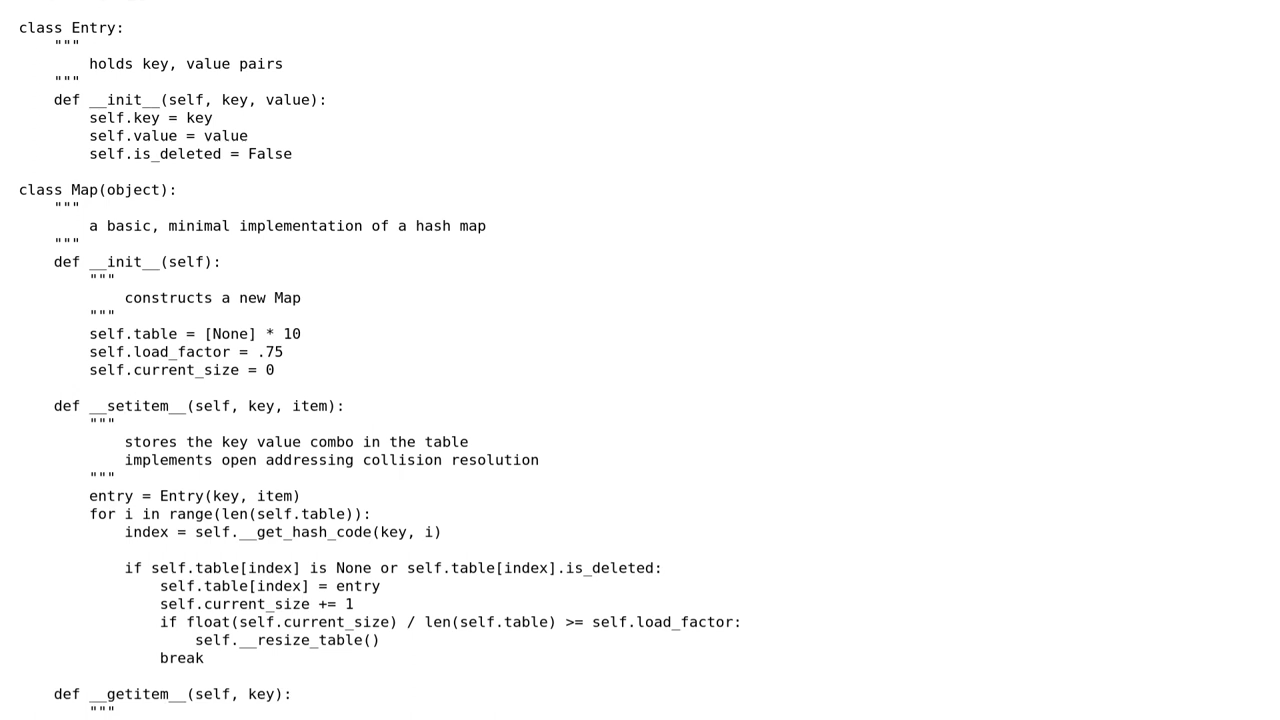 class Entry:
    """
        holds key, value pairs
    """
    def __init__(self, key, value):
        self.key = key
        self.value = value
        self.is_deleted = False

class Map(object):
    """
        a basic, minimal implementation of a hash map
    """
    def __init__(self):
        """
            constructs a new Map
        """
        self.table = [None] * 10
        self.load_factor = .75
        self.current_size = 0

    def __setitem__(self, key, item):
        """
            stores the key value combo in the table
            implements open addressing collision resolution
        """
        entry = Entry(key, item)
        for i in range(len(self.table)):
            index = self.__get_hash_code(key, i)

            if self.table[index] is None or self.table[index].is_deleted:
                self.table[index] = entry
                self.current_size += 1
                if float(self.current_size) / len(self.table) >= self.load_factor:
                    self.__resize_table()
                break

    def __getitem__(self, key):
        """